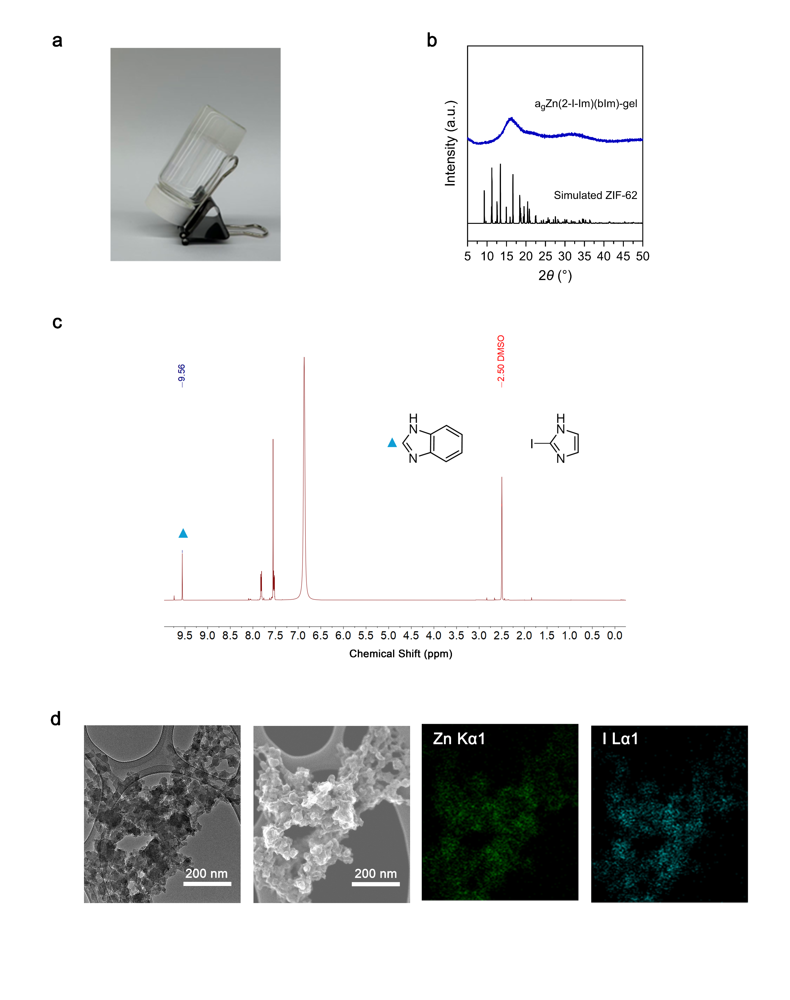 a
b
Intensity (a.u.)
agZn(2-I-Im)(bIm)-gel
Simulated ZIF-62
5 10 15 20 25 30 35 40 45 50
2θ (°)
c
–9.56
–2.50 DMSO
H
N
N
H
N
I
N
9.5 9.0 8.5 8.0 7.5 7.0 6.5 6.0 5.5 5.0 4.5 4.0 3.5 3.0 2.5 2.0 1.5 1.0 0.5 0.0
Chemical Shift (ppm)
d
200 nm
200 nm
Zn Kα1
I Lα1